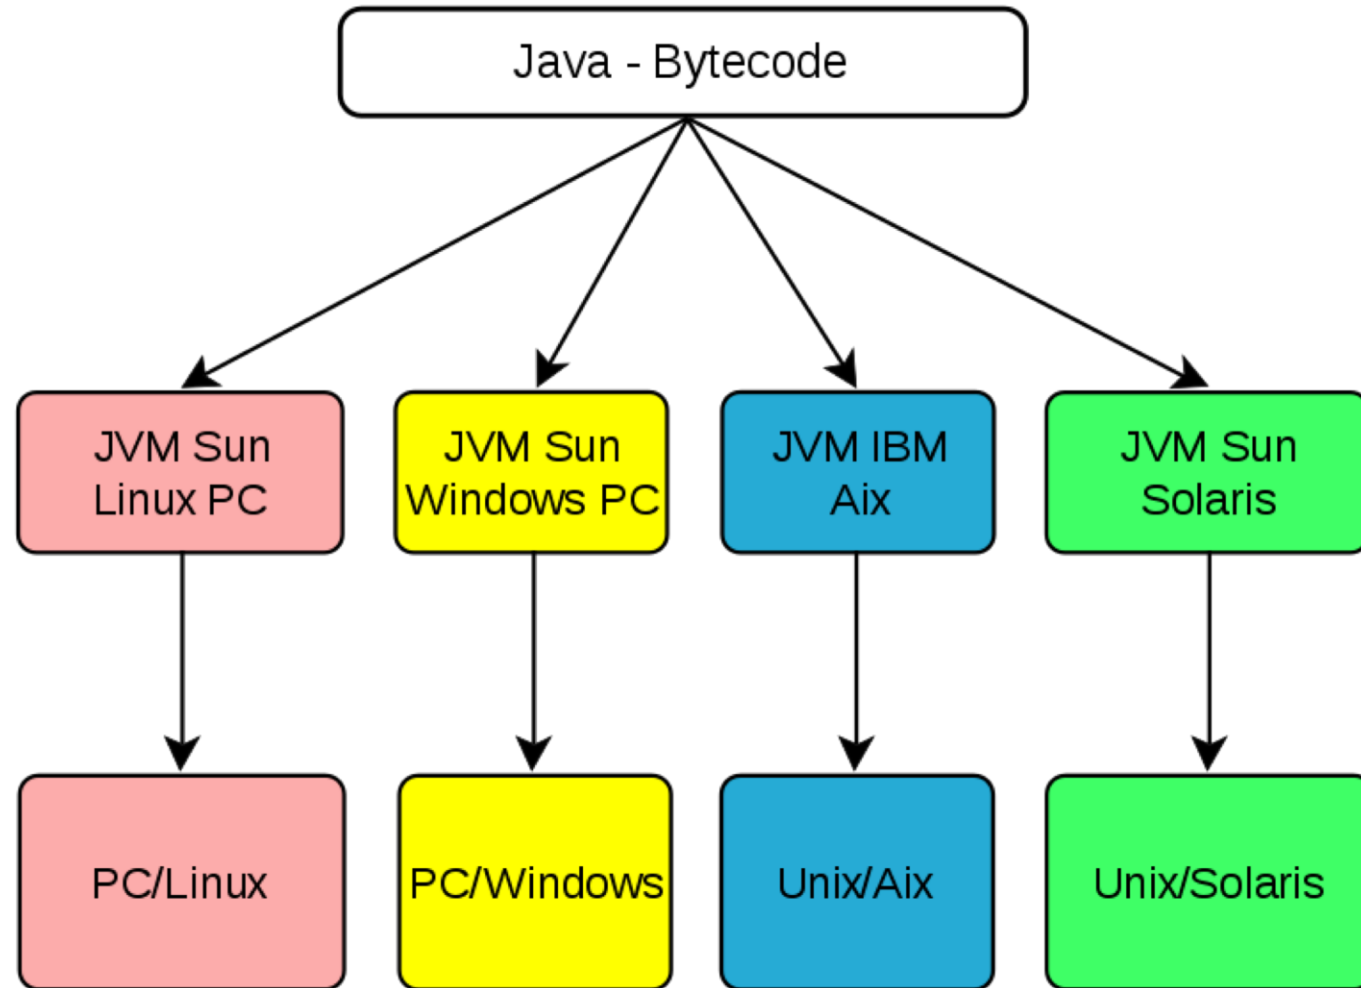 Java - Bytecode
JVM Sun
Linux PC
JVM Sun
Windows PC
JVM IBM
Aix
JVM Sun
Solaris
PC/Linux
PC/Windows
Unix/Aix
Unix/Solaris